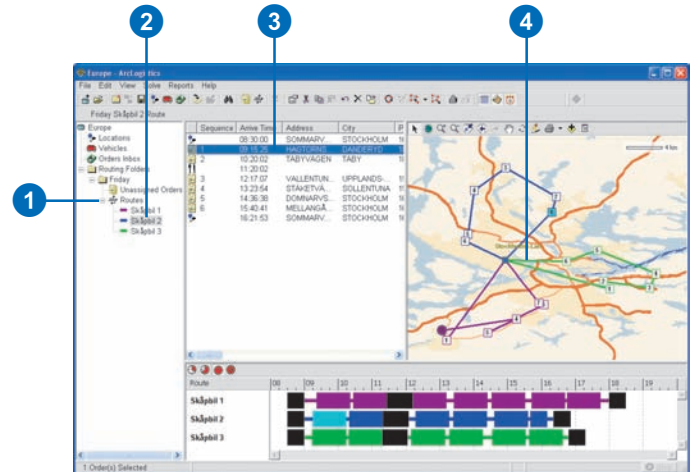 2
3
4
1
Europe - ArcLogistics
File Edit View Solve Reports Help
Friday Skåpbil 2 Route
Europe
Locations
Vehicles
Orders Inbox
Routing Folders
Friday
Unassigned Orders
Routes
Skåpbil 1
Skåpbil 2
Skåpbil 3
Sequence Arrive Time Address City P
08:30:00 SOMMARV... STOCKHOLM
1 09:15:25 HAGTORNS... DANDERYD
2 10:20:02 TABYVAGEN TABY
11:20:02
3 12:17:07 VALLENTUN... UPPLANDS-...
4 13:23:54 STAKETVA... SOLLENTUNA
5 14:36:38 DOMNARVS... STOCKHOLM
6 15:40:41 MELLANGÅ... STOCKHOLM
16:21:53 SOMMARV... STOCKHOLM
4 km
Route 08 09 10 11 12 13 14 15 16 17 18 19
Skåpbil 1
Skåpbil 2
Skåpbil 3
1 Order(s) Selected